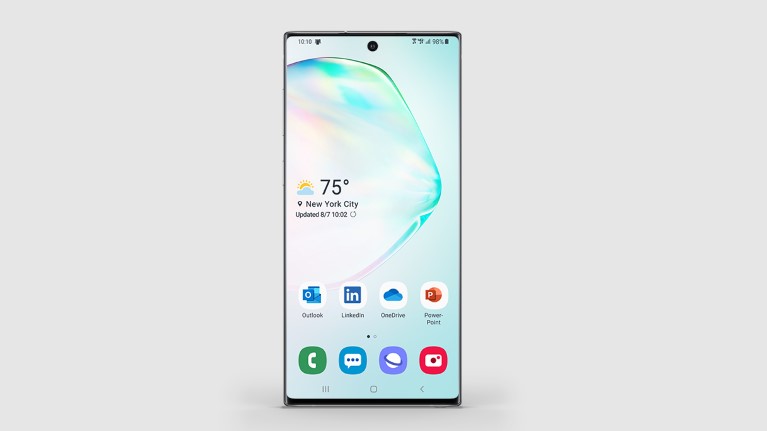 10:10
98%
75°
New York City
Updated 8/7 10:02
Outlook
LinkedIn
OneDrive
Power-
Point